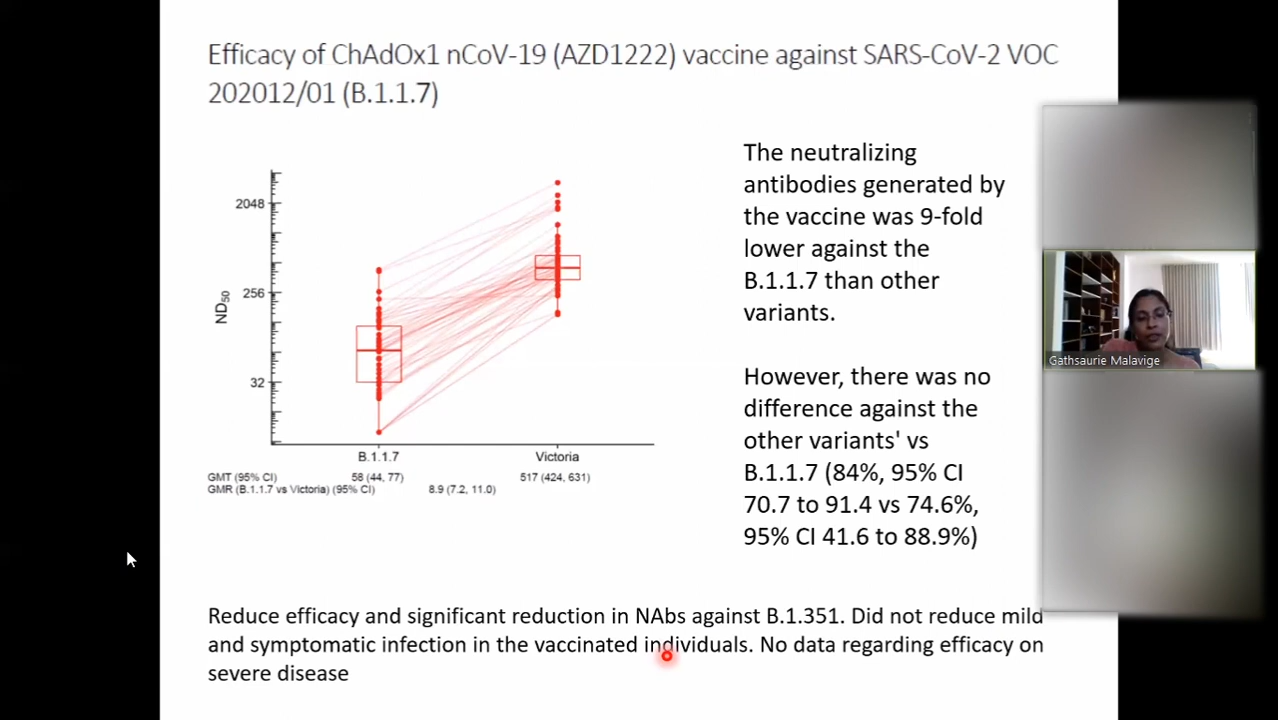 Efficacy of ChAdOx1 nCoV-19 (AZD1222) vaccine against SARS-CoV-2 VOC
202012/01 (B.1.1.7)
2048
256
32
ND50
B.1.1.7
Victoria
GMT (95% CI)
58 (44, 77)
517 (424, 631)
GMR (B.1.1.7 vs Victoria) (95% CI)
8.9 (7.2, 11.0)
The neutralizing
antibodies generated by
the vaccine was 9-fold
lower against the
B.1.1.7 than other
variants.
However, there was no
difference against the
other variants' vs
B.1.1.7 (84%, 95% CI
70.7 to 91.4 vs 74.6%,
95% CI 41.6 to 88.9%)
Gathsaurie Malavige
Reduce efficacy and significant reduction in NAbs against B.1.351. Did not reduce mild
and symptomatic infection in the vaccinated individuals. No data regarding efficacy on
severe disease